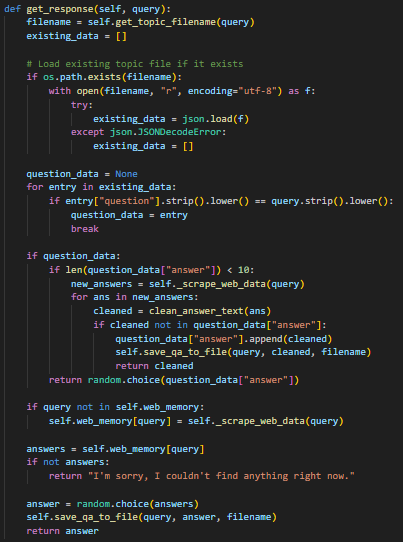 def get_response(self, query):
    filename = self.get_topic_filename(query)
    existing_data = []

    # Load existing topic file if it exists
    if os.path.exists(filename):
        with open(filename, "r", encoding="utf-8") as f:
            try:
                existing_data = json.load(f)
            except json.JSONDecodeError:
                existing_data = []

    question_data = None
    for entry in existing_data:
        if entry["question"].strip().lower() == query.strip().lower():
            question_data = entry
            break

    if question_data:
        if len(question_data["answer"]) < 10:
            new_answers = self._scrape_web_data(query)
            for ans in new_answers:
                cleaned = clean_answer_text(ans)
                if cleaned not in question_data["answer"]:
                    question_data["answer"].append(cleaned)
                    self.save_qa_to_file(query, cleaned, filename)
                    return cleaned
        return random.choice(question_data["answer"])

    if query not in self.web_memory:
        self.web_memory[query] = self._scrape_web_data(query)

    answers = self.web_memory[query]
    if not answers:
        return "I'm sorry, I couldn't find anything right now."

    answer = random.choice(answers)
    self.save_qa_to_file(query, answer, filename)
    return answer